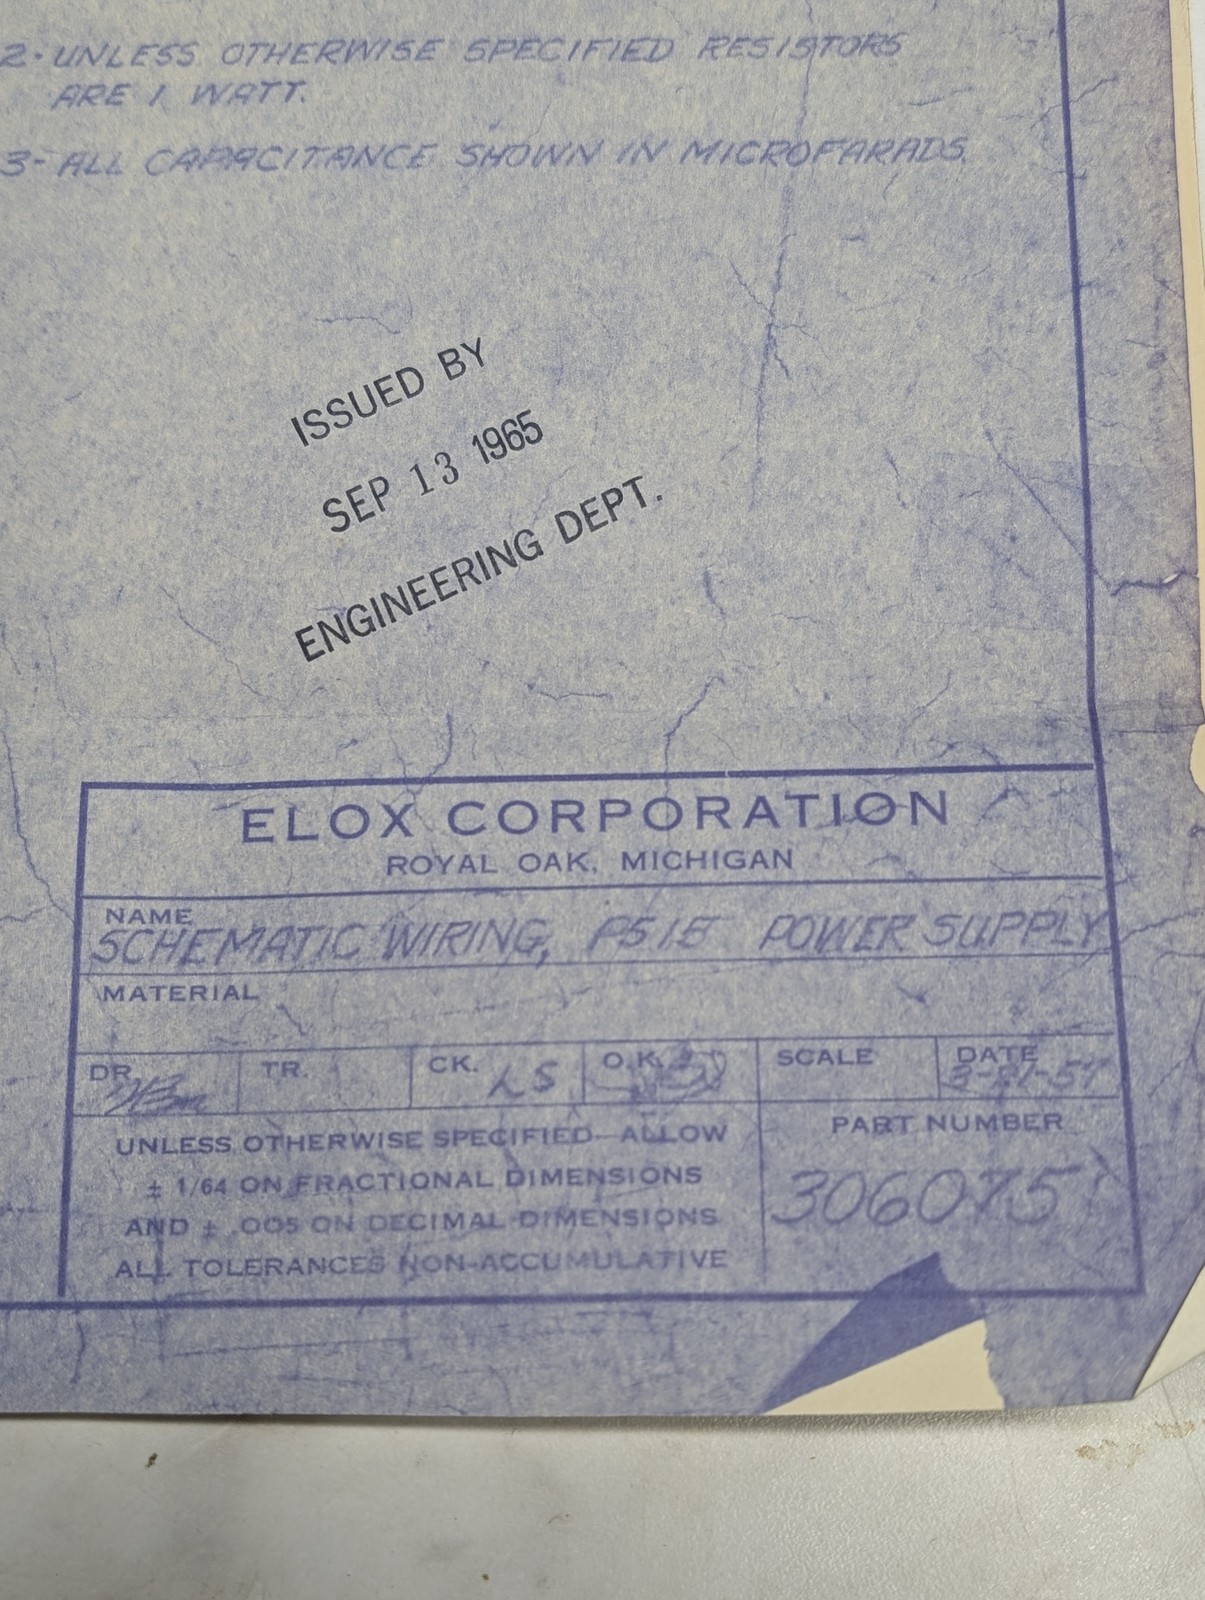 2- UNLESS OTHERWISE SPECIFIED RESISTORS
ARE 1 WATT.
3- ALL CAPACITANCE SHOWN IN MICROFARADS.
ISSUED BY
SEP 13 1965
ENGINEERING DEPT.
ELOX CORPORATION
ROYAL OAK, MICHIGAN
NAME
SCHEMATIC WIRING, POWER SUPPLY
MATERIAL
DR. TR. CK. LS O.K. SCALE DATE
UNLESS OTHERWISE SPECIFIED—ALLOW
± 1/64 ON FRACTIONAL DIMENSIONS
AND ± .005 ON DECIMAL DIMENSIONS
ALL TOLERANCES NON-ACCUMULATIVE
PART NUMBER
306075